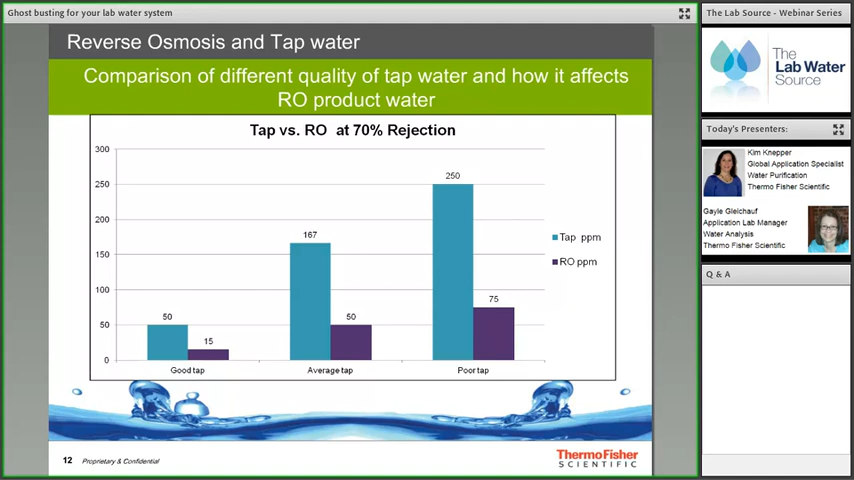 Ghost busting for your lab water system
Reverse Osmosis and Tap water
Comparison of different quality of tap water and how it affects
RO product water
Tap vs. RO at 70% Rejection
300
250
200
150
100
50
0
50
15
167
50
250
75
Good tap
Average tap
Poor tap
Tap ppm
RO ppm
12 Proprietary & Confidential
ThermoFisher
SCIENTIFIC
The Lab Source - Webinar Series
The
Lab Water
Source
Today's Presenters:
Kim Knepper
Global Application Specialist
Water Purification
Thermo Fisher Scientific
Gayle Gleichauf
Application Lab Manager
Water Analysis
Thermo Fisher Scientific
Q & A